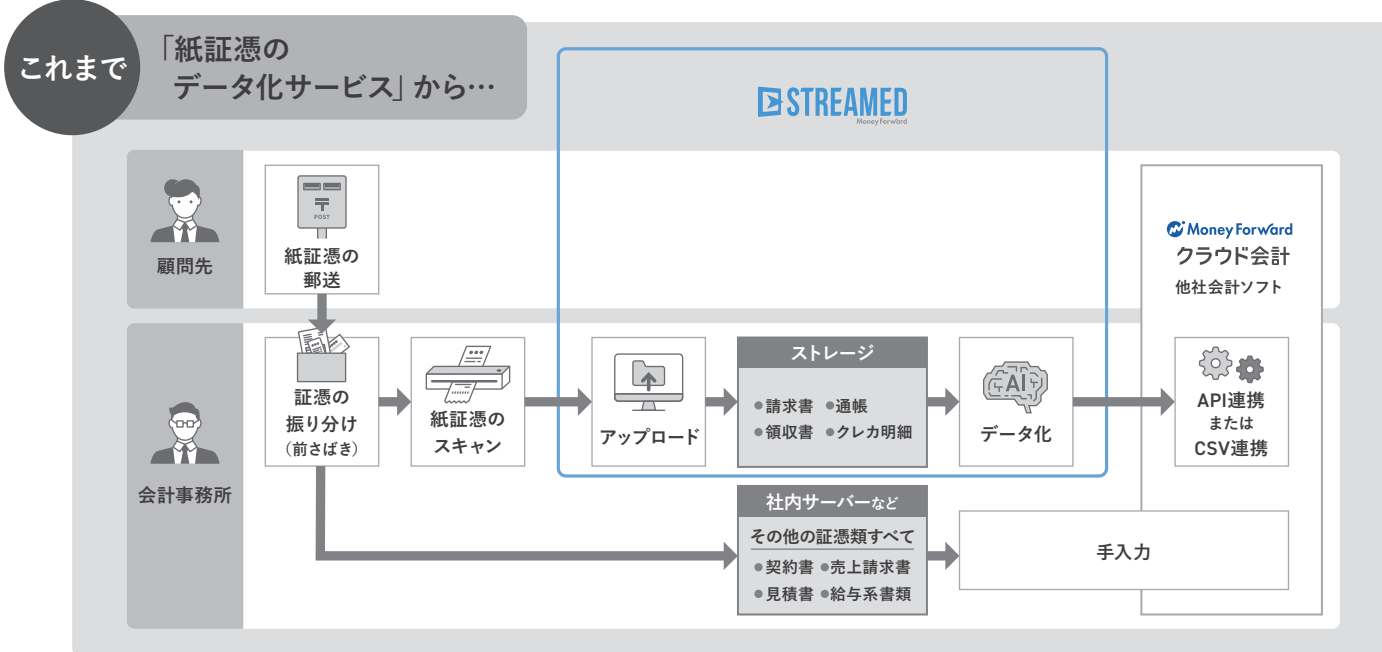 これまで
「紙証憑の
データ化サービス」から…
STREAMED
Money Forward
顧問先
POST
紙証憑の
郵送
Money Forward
クラウド会計
他社会計ソフト
会計事務所
証憑の
振り分け
(前さばき)
紙証憑の
スキャン
アップロード
ストレージ
●請求書 ●通帳
●領収書 ●クレカ明細
AI
データ化
API連携
または
CSV連携
社内サーバーなど
その他の証憑類すべて
●契約書 ●売上請求書
●見積書 ●給与系書類
手入力